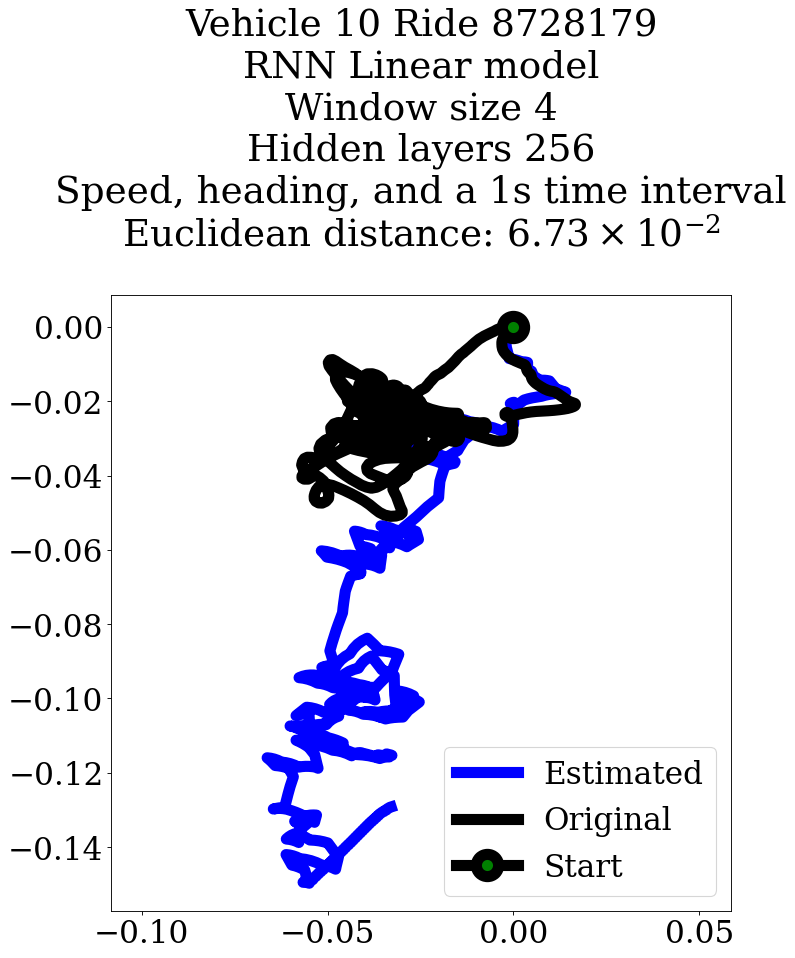 Vehicle 10 Ride 8728179
RNN Linear model
Window size 4
Hidden layers 256
Speed, heading, and a 1s time interval
Euclidean distance: 6.73 × 10⁻²
0.00
−0.02
−0.04
−0.06
−0.08
−0.10
−0.12
−0.14
Estimated
Original
Start
−0.10
−0.05
0.00
0.05